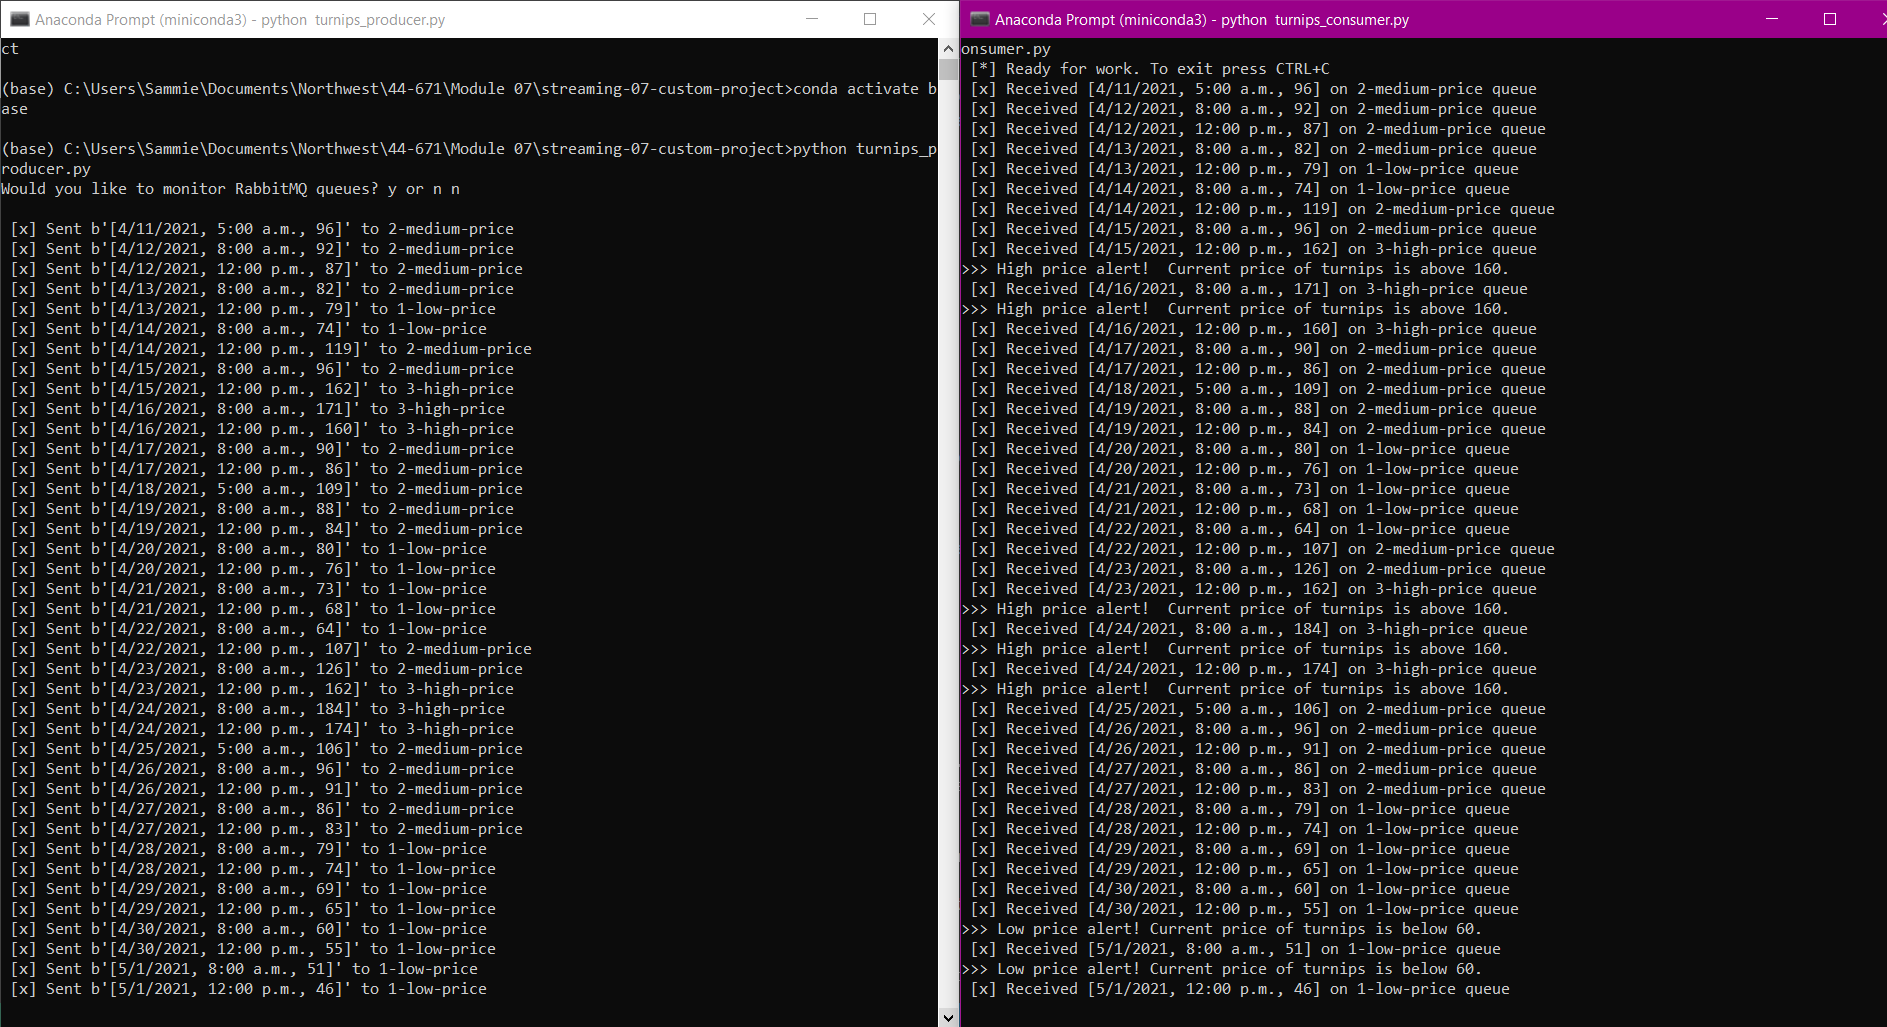 Anaconda Prompt (miniconda3) - python  turnips_producer.py
ct
(base) C:\Users\Sammie\Documents\Northwest\44-671\Module 07\streaming-07-custom-project>conda activate b
ase
(base) C:\Users\Sammie\Documents\Northwest\44-671\Module 07\streaming-07-custom-project>python turnips_p
roducer.py
Would you like to monitor RabbitMQ queues? y or n n
[x] Sent b'[4/11/2021, 5:00 a.m., 96]' to 2-medium-price
[x] Sent b'[4/12/2021, 8:00 a.m., 92]' to 2-medium-price
[x] Sent b'[4/12/2021, 12:00 p.m., 87]' to 2-medium-price
[x] Sent b'[4/13/2021, 8:00 a.m., 82]' to 2-medium-price
[x] Sent b'[4/13/2021, 12:00 p.m., 79]' to 1-low-price
[x] Sent b'[4/14/2021, 8:00 a.m., 74]' to 1-low-price
[x] Sent b'[4/14/2021, 12:00 p.m., 119]' to 2-medium-price
[x] Sent b'[4/15/2021, 8:00 a.m., 96]' to 2-medium-price
[x] Sent b'[4/15/2021, 12:00 p.m., 162]' to 3-high-price
[x] Sent b'[4/16/2021, 8:00 a.m., 171]' to 3-high-price
[x] Sent b'[4/16/2021, 12:00 p.m., 160]' to 3-high-price
[x] Sent b'[4/17/2021, 8:00 a.m., 90]' to 2-medium-price
[x] Sent b'[4/17/2021, 12:00 p.m., 86]' to 2-medium-price
[x] Sent b'[4/18/2021, 5:00 a.m., 109]' to 2-medium-price
[x] Sent b'[4/19/2021, 8:00 a.m., 88]' to 2-medium-price
[x] Sent b'[4/19/2021, 12:00 p.m., 84]' to 2-medium-price
[x] Sent b'[4/20/2021, 8:00 a.m., 80]' to 1-low-price
[x] Sent b'[4/20/2021, 12:00 p.m., 76]' to 1-low-price
[x] Sent b'[4/21/2021, 8:00 a.m., 73]' to 1-low-price
[x] Sent b'[4/21/2021, 12:00 p.m., 68]' to 1-low-price
[x] Sent b'[4/22/2021, 8:00 a.m., 64]' to 1-low-price
[x] Sent b'[4/22/2021, 12:00 p.m., 107]' to 2-medium-price
[x] Sent b'[4/23/2021, 8:00 a.m., 126]' to 2-medium-price
[x] Sent b'[4/23/2021, 12:00 p.m., 162]' to 3-high-price
[x] Sent b'[4/24/2021, 8:00 a.m., 184]' to 3-high-price
[x] Sent b'[4/24/2021, 12:00 p.m., 174]' to 3-high-price
[x] Sent b'[4/25/2021, 5:00 a.m., 106]' to 2-medium-price
[x] Sent b'[4/26/2021, 8:00 a.m., 96]' to 2-medium-price
[x] Sent b'[4/26/2021, 12:00 p.m., 91]' to 2-medium-price
[x] Sent b'[4/27/2021, 8:00 a.m., 86]' to 2-medium-price
[x] Sent b'[4/27/2021, 12:00 p.m., 83]' to 2-medium-price
[x] Sent b'[4/28/2021, 8:00 a.m., 79]' to 1-low-price
[x] Sent b'[4/28/2021, 12:00 p.m., 74]' to 1-low-price
[x] Sent b'[4/29/2021, 8:00 a.m., 69]' to 1-low-price
[x] Sent b'[4/29/2021, 12:00 p.m., 65]' to 1-low-price
[x] Sent b'[4/30/2021, 8:00 a.m., 60]' to 1-low-price
[x] Sent b'[4/30/2021, 12:00 p.m., 55]' to 1-low-price
[x] Sent b'[5/1/2021, 8:00 a.m., 51]' to 1-low-price
[x] Sent b'[5/1/2021, 12:00 p.m., 46]' to 1-low-price
Anaconda Prompt (miniconda3) - python  turnips_consumer.py
onsumer.py
[*] Ready for work. To exit press CTRL+C
[x] Received [4/11/2021, 5:00 a.m., 96] on 2-medium-price queue
[x] Received [4/12/2021, 8:00 a.m., 92] on 2-medium-price queue
[x] Received [4/12/2021, 12:00 p.m., 87] on 2-medium-price queue
[x] Received [4/13/2021, 8:00 a.m., 82] on 2-medium-price queue
[x] Received [4/13/2021, 12:00 p.m., 79] on 1-low-price queue
[x] Received [4/14/2021, 8:00 a.m., 74] on 1-low-price queue
[x] Received [4/14/2021, 12:00 p.m., 119] on 2-medium-price queue
[x] Received [4/15/2021, 8:00 a.m., 96] on 2-medium-price queue
[x] Received [4/15/2021, 12:00 p.m., 162] on 3-high-price queue
>>> High price alert!  Current price of turnips is above 160.
[x] Received [4/16/2021, 8:00 a.m., 171] on 3-high-price queue
>>> High price alert!  Current price of turnips is above 160.
[x] Received [4/16/2021, 12:00 p.m., 160] on 3-high-price queue
[x] Received [4/17/2021, 8:00 a.m., 90] on 2-medium-price queue
[x] Received [4/17/2021, 12:00 p.m., 86] on 2-medium-price queue
[x] Received [4/18/2021, 5:00 a.m., 109] on 2-medium-price queue
[x] Received [4/19/2021, 8:00 a.m., 88] on 2-medium-price queue
[x] Received [4/19/2021, 12:00 p.m., 84] on 2-medium-price queue
[x] Received [4/20/2021, 8:00 a.m., 80] on 1-low-price queue
[x] Received [4/20/2021, 12:00 p.m., 76] on 1-low-price queue
[x] Received [4/21/2021, 8:00 a.m., 73] on 1-low-price queue
[x] Received [4/21/2021, 12:00 p.m., 68] on 1-low-price queue
[x] Received [4/22/2021, 8:00 a.m., 64] on 1-low-price queue
[x] Received [4/22/2021, 12:00 p.m., 107] on 2-medium-price queue
[x] Received [4/23/2021, 8:00 a.m., 126] on 2-medium-price queue
[x] Received [4/23/2021, 12:00 p.m., 162] on 3-high-price queue
>>> High price alert!  Current price of turnips is above 160.
[x] Received [4/24/2021, 8:00 a.m., 184] on 3-high-price queue
>>> High price alert!  Current price of turnips is above 160.
[x] Received [4/24/2021, 12:00 p.m., 174] on 3-high-price queue
>>> High price alert!  Current price of turnips is above 160.
[x] Received [4/25/2021, 5:00 a.m., 106] on 2-medium-price queue
[x] Received [4/26/2021, 8:00 a.m., 96] on 2-medium-price queue
[x] Received [4/26/2021, 12:00 p.m., 91] on 2-medium-price queue
[x] Received [4/27/2021, 8:00 a.m., 86] on 2-medium-price queue
[x] Received [4/27/2021, 12:00 p.m., 83] on 2-medium-price queue
[x] Received [4/28/2021, 8:00 a.m., 79] on 1-low-price queue
[x] Received [4/28/2021, 12:00 p.m., 74] on 1-low-price queue
[x] Received [4/29/2021, 8:00 a.m., 69] on 1-low-price queue
[x] Received [4/29/2021, 12:00 p.m., 65] on 1-low-price queue
[x] Received [4/30/2021, 8:00 a.m., 60] on 1-low-price queue
[x] Received [4/30/2021, 12:00 p.m., 55] on 1-low-price queue
>>> Low price alert! Current price of turnips is below 60.
[x] Received [5/1/2021, 8:00 a.m., 51] on 1-low-price queue
>>> Low price alert! Current price of turnips is below 60.
[x] Received [5/1/2021, 12:00 p.m., 46] on 1-low-price queue